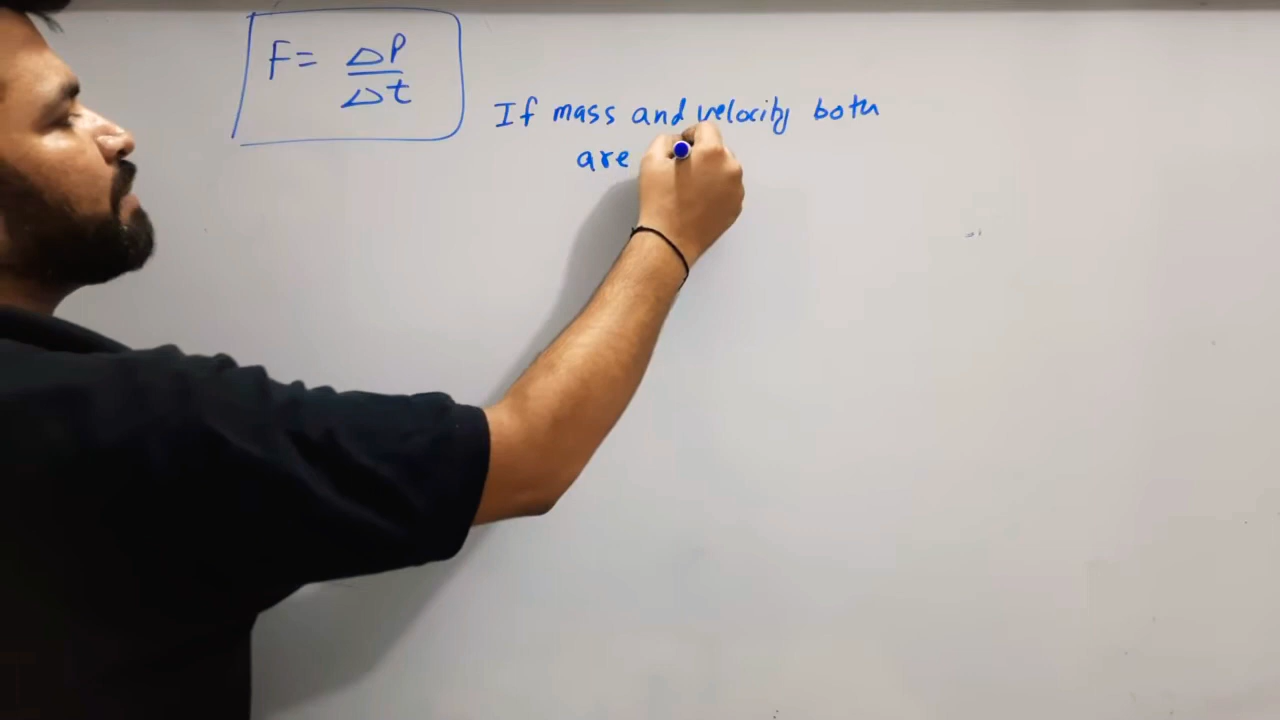 F = ΔP
Δt
If mass and velocity both
are